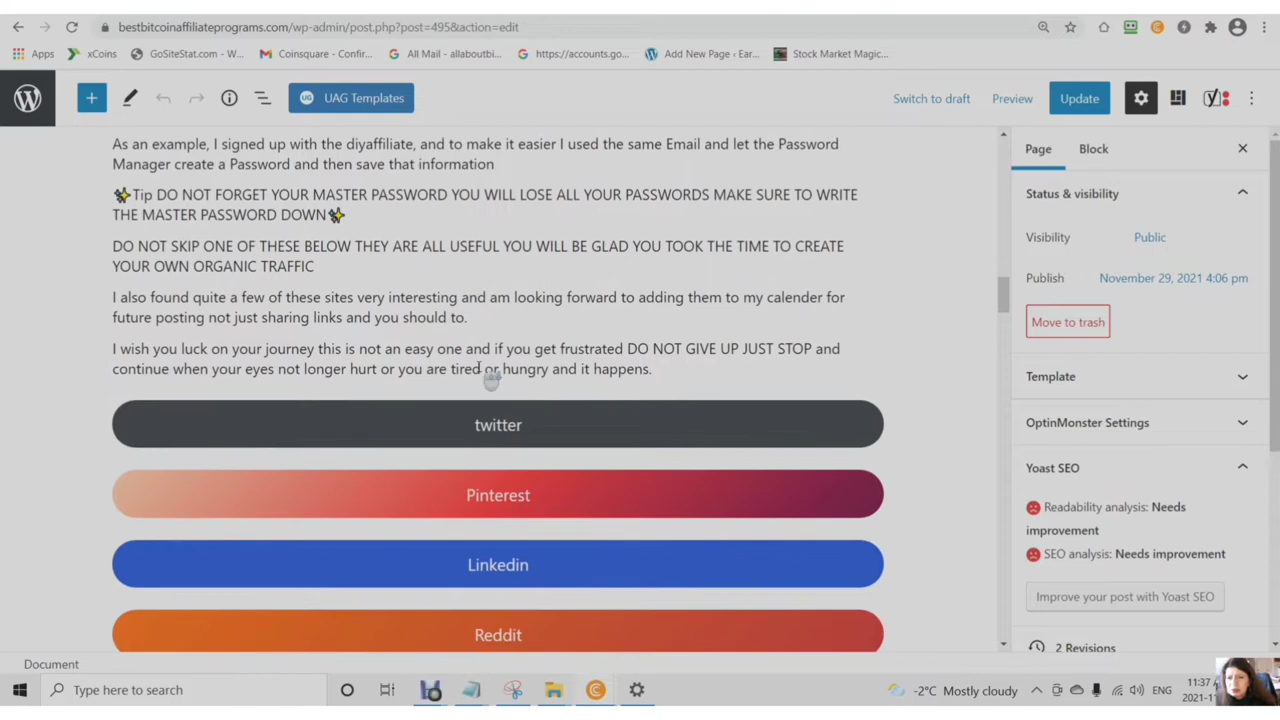 bestbitcoinaffiliateprograms.com/wp-admin/post.php?post=495&action=edit
Apps
xCoins
GoSiteStat.com - W...
Coinsquare - Confir...
All Mail - allaboutbi...
https://accounts.go...
Add New Page ‹ Ear...
Stock Market Magic...
UAG Templates
Switch to draft
Preview
Update
As an example, I signed up with the diyaffiliate, and to make it easier I used the same Email and let the Password
Manager create a Password and then save that information
✨Tip DO NOT FORGET YOUR MASTER PASSWORD YOU WILL LOSE ALL YOUR PASSWORDS MAKE SURE TO WRITE
THE MASTER PASSWORD DOWN✨
DO NOT SKIP ONE OF THESE BELOW THEY ARE ALL USEFUL YOU WILL BE GLAD YOU TOOK THE TIME TO CREATE
YOUR OWN ORGANIC TRAFFIC
I also found quite a few of these sites very interesting and am looking forward to adding them to my calender for
future posting not just sharing links and you should to.
I wish you luck on your journey this is not an easy one and if you get frustrated DO NOT GIVE UP JUST STOP and
continue when your eyes not longer hurt or you are tired or hungry and it happens.
twitter
Pinterest
Linkedin
Reddit
Page
Block
Status & visibility
Visibility
Public
Publish
November 29, 2021 4:06 pm
Move to trash
Template
OptinMonster Settings
Yoast SEO
Readability analysis: Needs
improvement
SEO analysis: Needs improvement
Improve your post with Yoast SEO
2 Revisions
Document
Type here to search
-2°C Mostly cloudy
ENG
11:37
2021-11